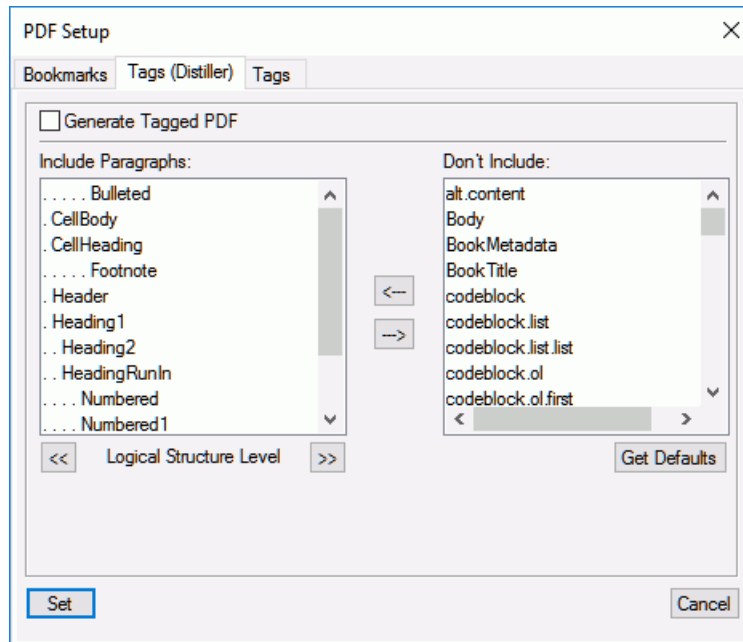 PDF Setup
Bookmarks Tags (Distiller) Tags
Generate Tagged PDF
Include Paragraphs:
. . . . . Bulleted
. CellBody
. CellHeading
. . . . . Footnote
. Header
. Heading1
. . Heading2
. . HeadingRunIn
. . . . Numbered
. . . . Numbered1
<< Logical Structure Level >>
<---
--->
Don't Include:
alt.content
Body
BookMetadata
BookTitle
codeblock
codeblock.list
codeblock.list.list
codeblock.ol
codeblock.ol.first
Get Defaults
Set
Cancel